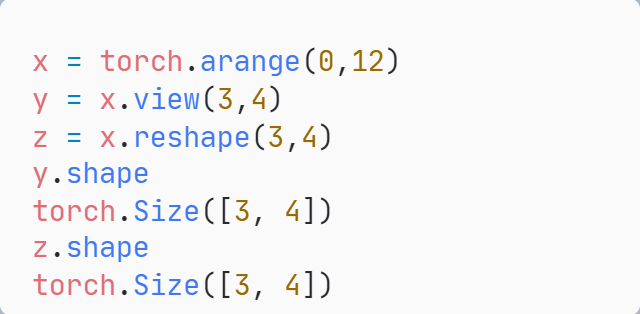 x = torch.arange(0,12)
y = x.view(3,4)
z = x.reshape(3,4)
y.shape
torch.Size([3, 4])
z.shape
torch.Size([3, 4])